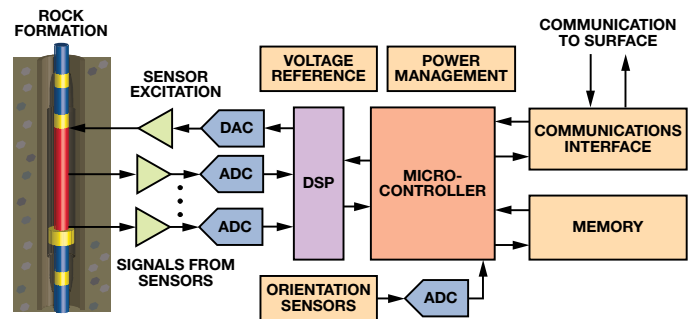 ROCK
FORMATION
SENSOR
EXCITATION
VOLTAGE
REFERENCE
POWER
MANAGEMENT
COMMUNICATION
TO SURFACE
DAC
ADC
ADC
DSP
MICRO-
CONTROLLER
COMMUNICATIONS
INTERFACE
MEMORY
SIGNALS FROM
SENSORS
ORIENTATION
SENSORS
ADC